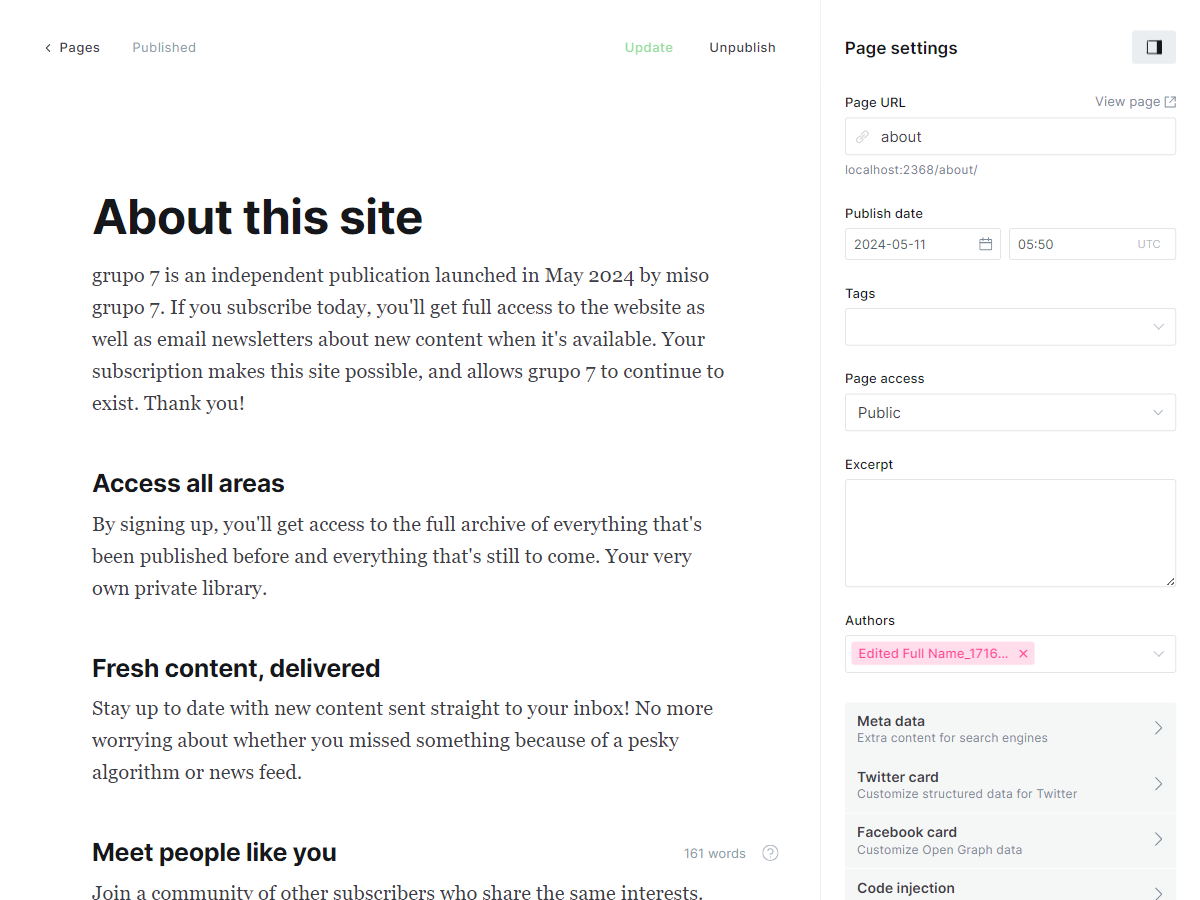 Pages
Published
Update
Unpublish
About this site
grupo 7 is an independent publication launched in May 2024 by miso
grupo 7. If you subscribe today, you'll get full access to the website as
well as email newsletters about new content when it's available. Your
subscription makes this site possible, and allows grupo 7 to continue to
exist. Thank you!
Access all areas
By signing up, you'll get access to the full archive of everything that's
been published before and everything that's still to come. Your very
own private library.
Fresh content, delivered
Stay up to date with new content sent straight to your inbox! No more
worrying about whether you missed something because of a pesky
algorithm or news feed.
Meet people like you
161 words
Join a community of other subscribers who share the same interests.
Page settings
Page URL
View page
about
localhost:2368/about/
Publish date
2024-05-11
05:50
UTC
Tags
Page access
Public
Excerpt
Authors
Edited Full Name_1716...
Meta data
Extra content for search engines
Twitter card
Customize structured data for Twitter
Facebook card
Customize Open Graph data
Code injection